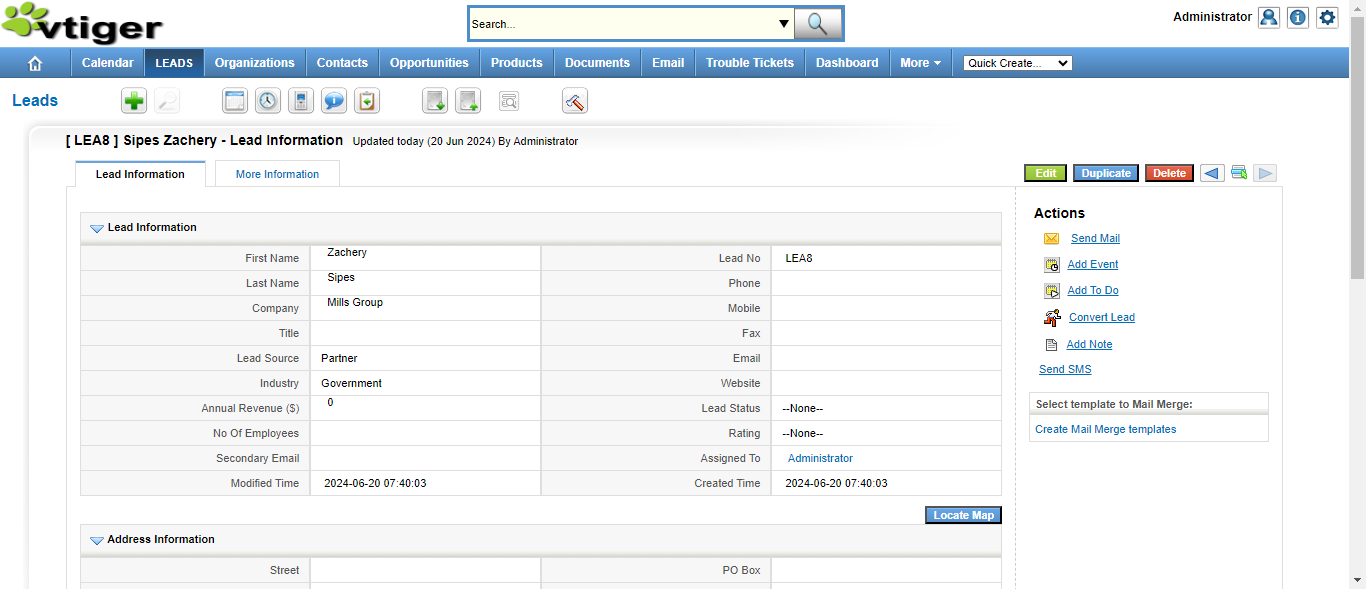 vtiger
Search...
Administrator
Calendar LEADS Organizations Contacts Opportunities Products Documents Email Trouble Tickets Dashboard More Quick Create...
Leads
[ LEA8 ] Sipes Zachery - Lead Information Updated today (20 Jun 2024) By Administrator
Lead Information More Information
Edit Duplicate Delete
Lead Information
First Name Zachery Lead No LEA8
Last Name Sipes Phone
Company Mills Group Mobile
Title Fax
Lead Source Partner Email
Industry Government Website
Annual Revenue ($) 0 Lead Status --None--
No Of Employees Rating --None--
Secondary Email Assigned To Administrator
Modified Time 2024-06-20 07:40:03 Created Time 2024-06-20 07:40:03
Locate Map
Address Information
Street PO Box
Actions
Send Mail
Add Event
Add To Do
Convert Lead
Add Note
Send SMS
Select template to Mail Merge:
Create Mail Merge templates